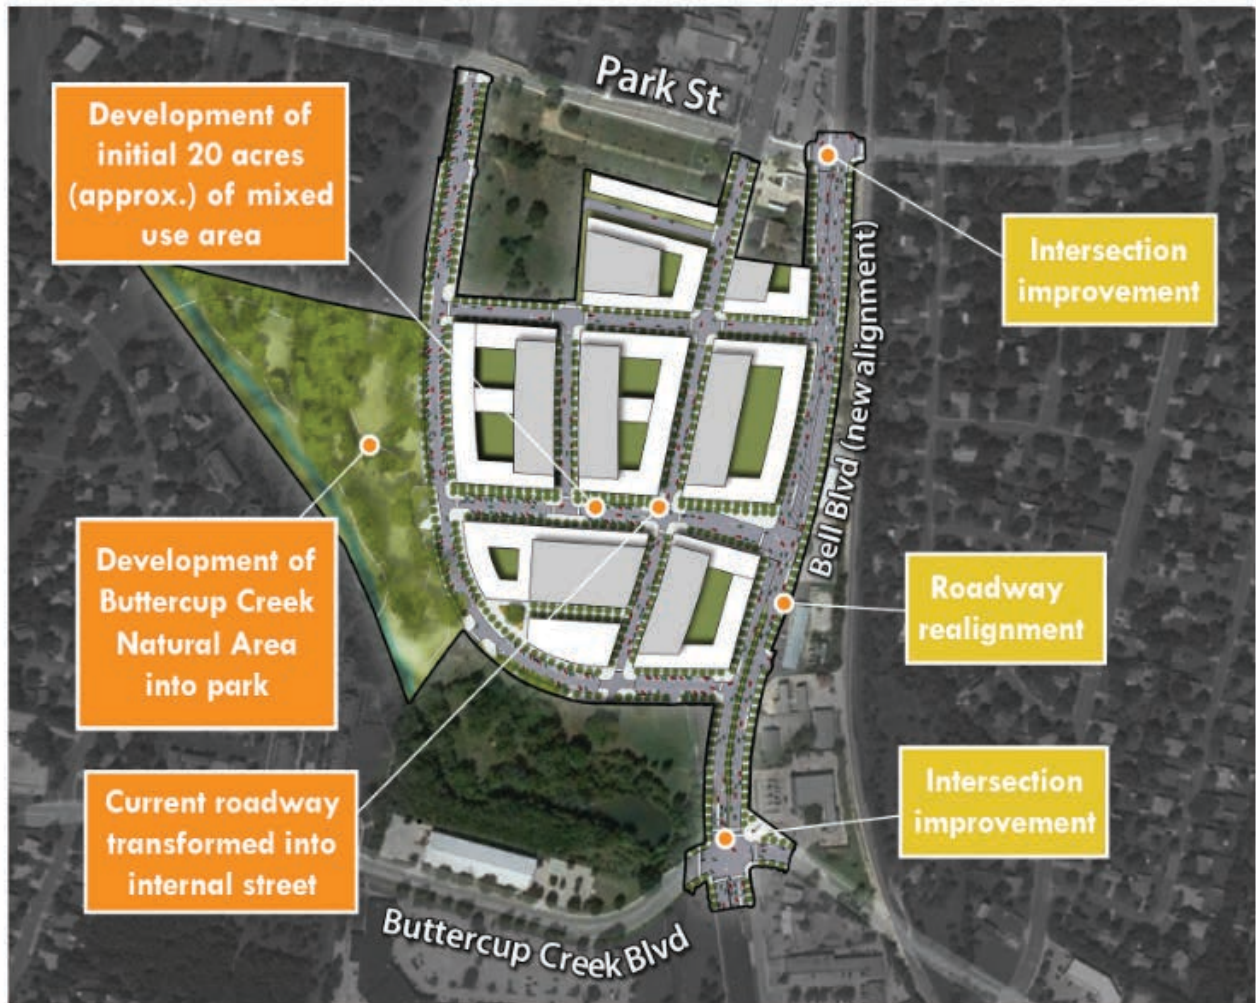 Park St
Development of
initial 20 acres
(approx.) of mixed
use area
Intersection
improvement
Bell Blvd (new alignment)
Development of
Buttercup Creek
Natural Area
into park
Roadway
realignment
Current roadway
transformed into
internal street
Intersection
improvement
Buttercup Creek Blvd